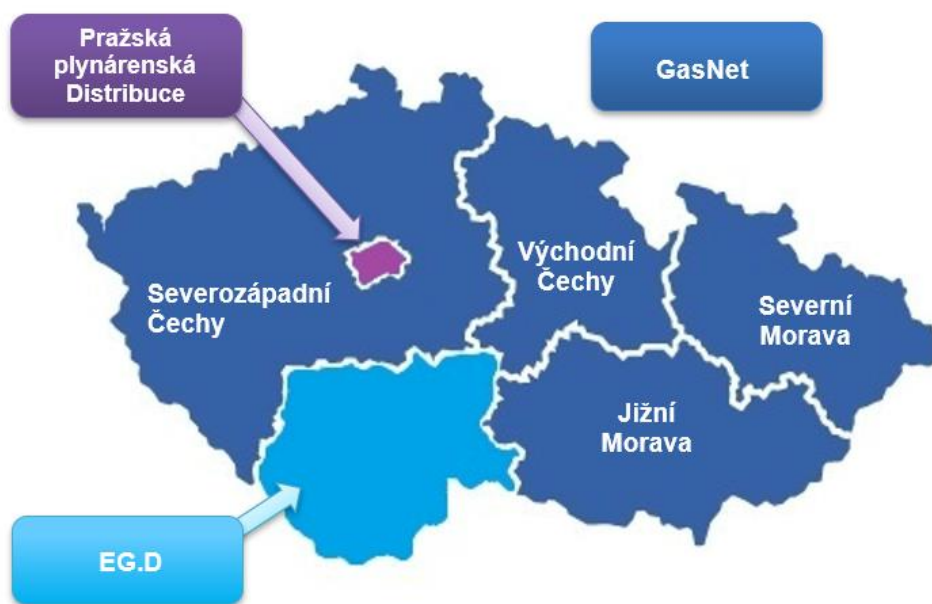 Pražská
plynárenská
Distribuce
GasNet
Východní
Čechy
Severozápadní
Čechy
Severní
Morava
Jižní
Morava
EG.D